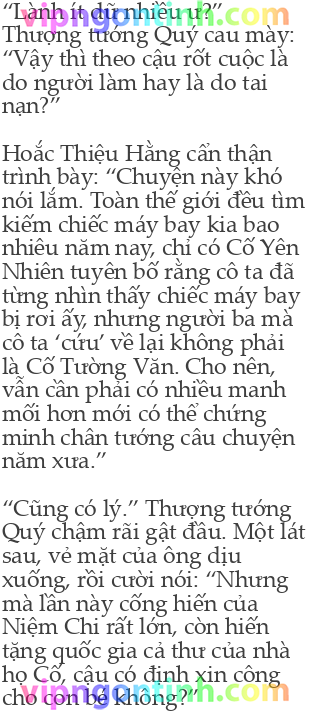 “Lành ít dữ nhiều ư?”
Thượng tướng Quý cau mày:
“Vậy thì theo cậu rốt cuộc là
do người làm hay là do tai
nạn?”
Hoắc Thiệu Hằng cẩn thận
trình bày: “Chuyện này khó
nói lắm. Toàn thế giới đều tìm
kiếm chiếc máy bay kia bao
nhiêu năm nay, chỉ có Cố Yên
Nhiên tuyên bố rằng cô ta đã
từng nhìn thấy chiếc máy bay
bị rơi ấy, nhưng người ba mà
cô ta ‘cứu’ về lại không phải
là Cố Tường Văn. Cho nên,
vẫn cần phải có nhiều manh
mối hơn mới có thể chứng
minh chân tướng câu chuyện
năm xưa.”
“Cũng có lý.” Thượng tướng
Quý chậm rãi gật đầu. Một lát
sau, vẻ mặt của ông dịu
xuống, rồi cười nói: “Nhưng
mà lần này cống hiến của
Niệm Chi rất lớn, còn hiến
tặng quốc gia cả thư của nhà
họ Cố, cậu có định xin công
cho con bé không?”
vipngontinh.com
vipngontinh.com